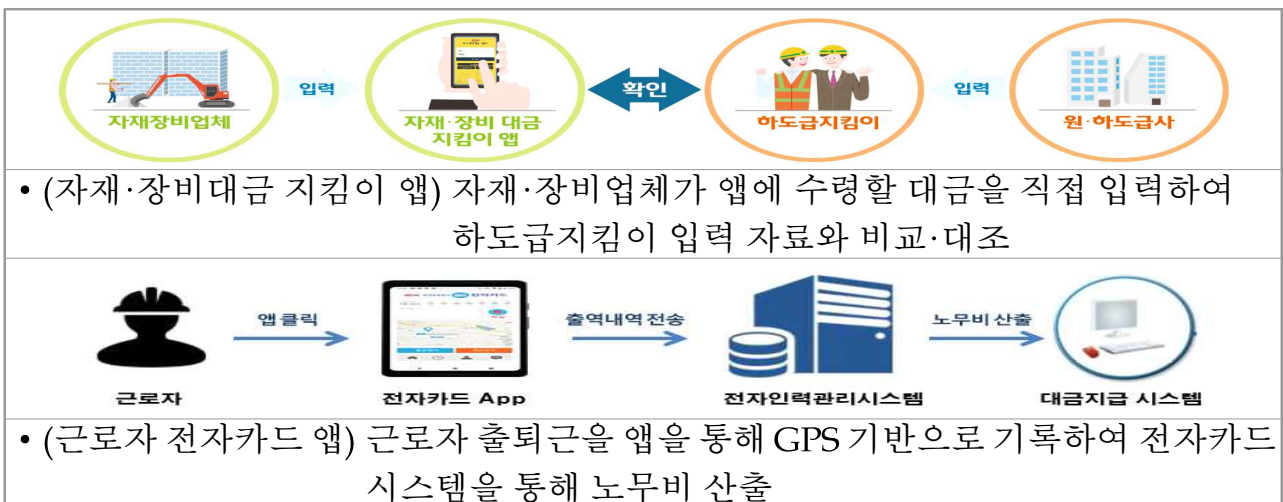 입력
확인
입력
자재장비업체
자재·장비 대금
지킴이 앱
하도급지킴이
원·하도급사
• (자재·장비대금 지킴이 앱) 자재·장비업체가 앱에 수령할 대금을 직접 입력하여
하도급지킴이 입력 자료와 비교·대조
앱 클릭
출역내역 전송
노무비 산출
전자카드
근로자
전자카드 App
전자인력관리시스템
대금지급 시스템
• (근로자 전자카드 앱) 근로자 출퇴근을 앱을 통해 GPS 기반으로 기록하여 전자카드
시스템을 통해 노무비 산출